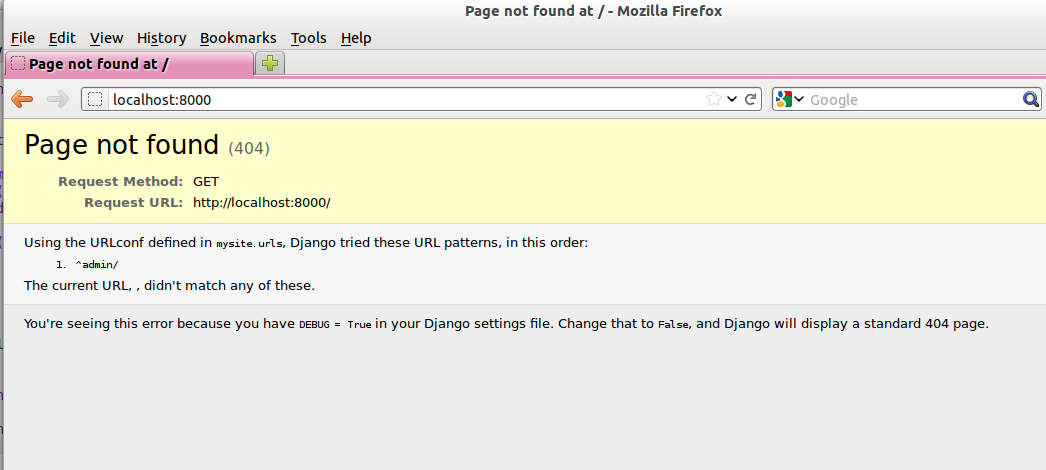 Page not found at / - Mozilla Firefox
File Edit View History Bookmarks Tools Help
Page not found at /
localhost:8000 Google
Page not found (404)
Request Method: GET
Request URL: http://localhost:8000/
Using the URLconf defined in mysite.urls, Django tried these URL patterns, in this order:
1. ^admin/
The current URL, , didn't match any of these.
You're seeing this error because you have DEBUG = True in your Django settings file. Change that to False, and Django will display a standard 404 page.